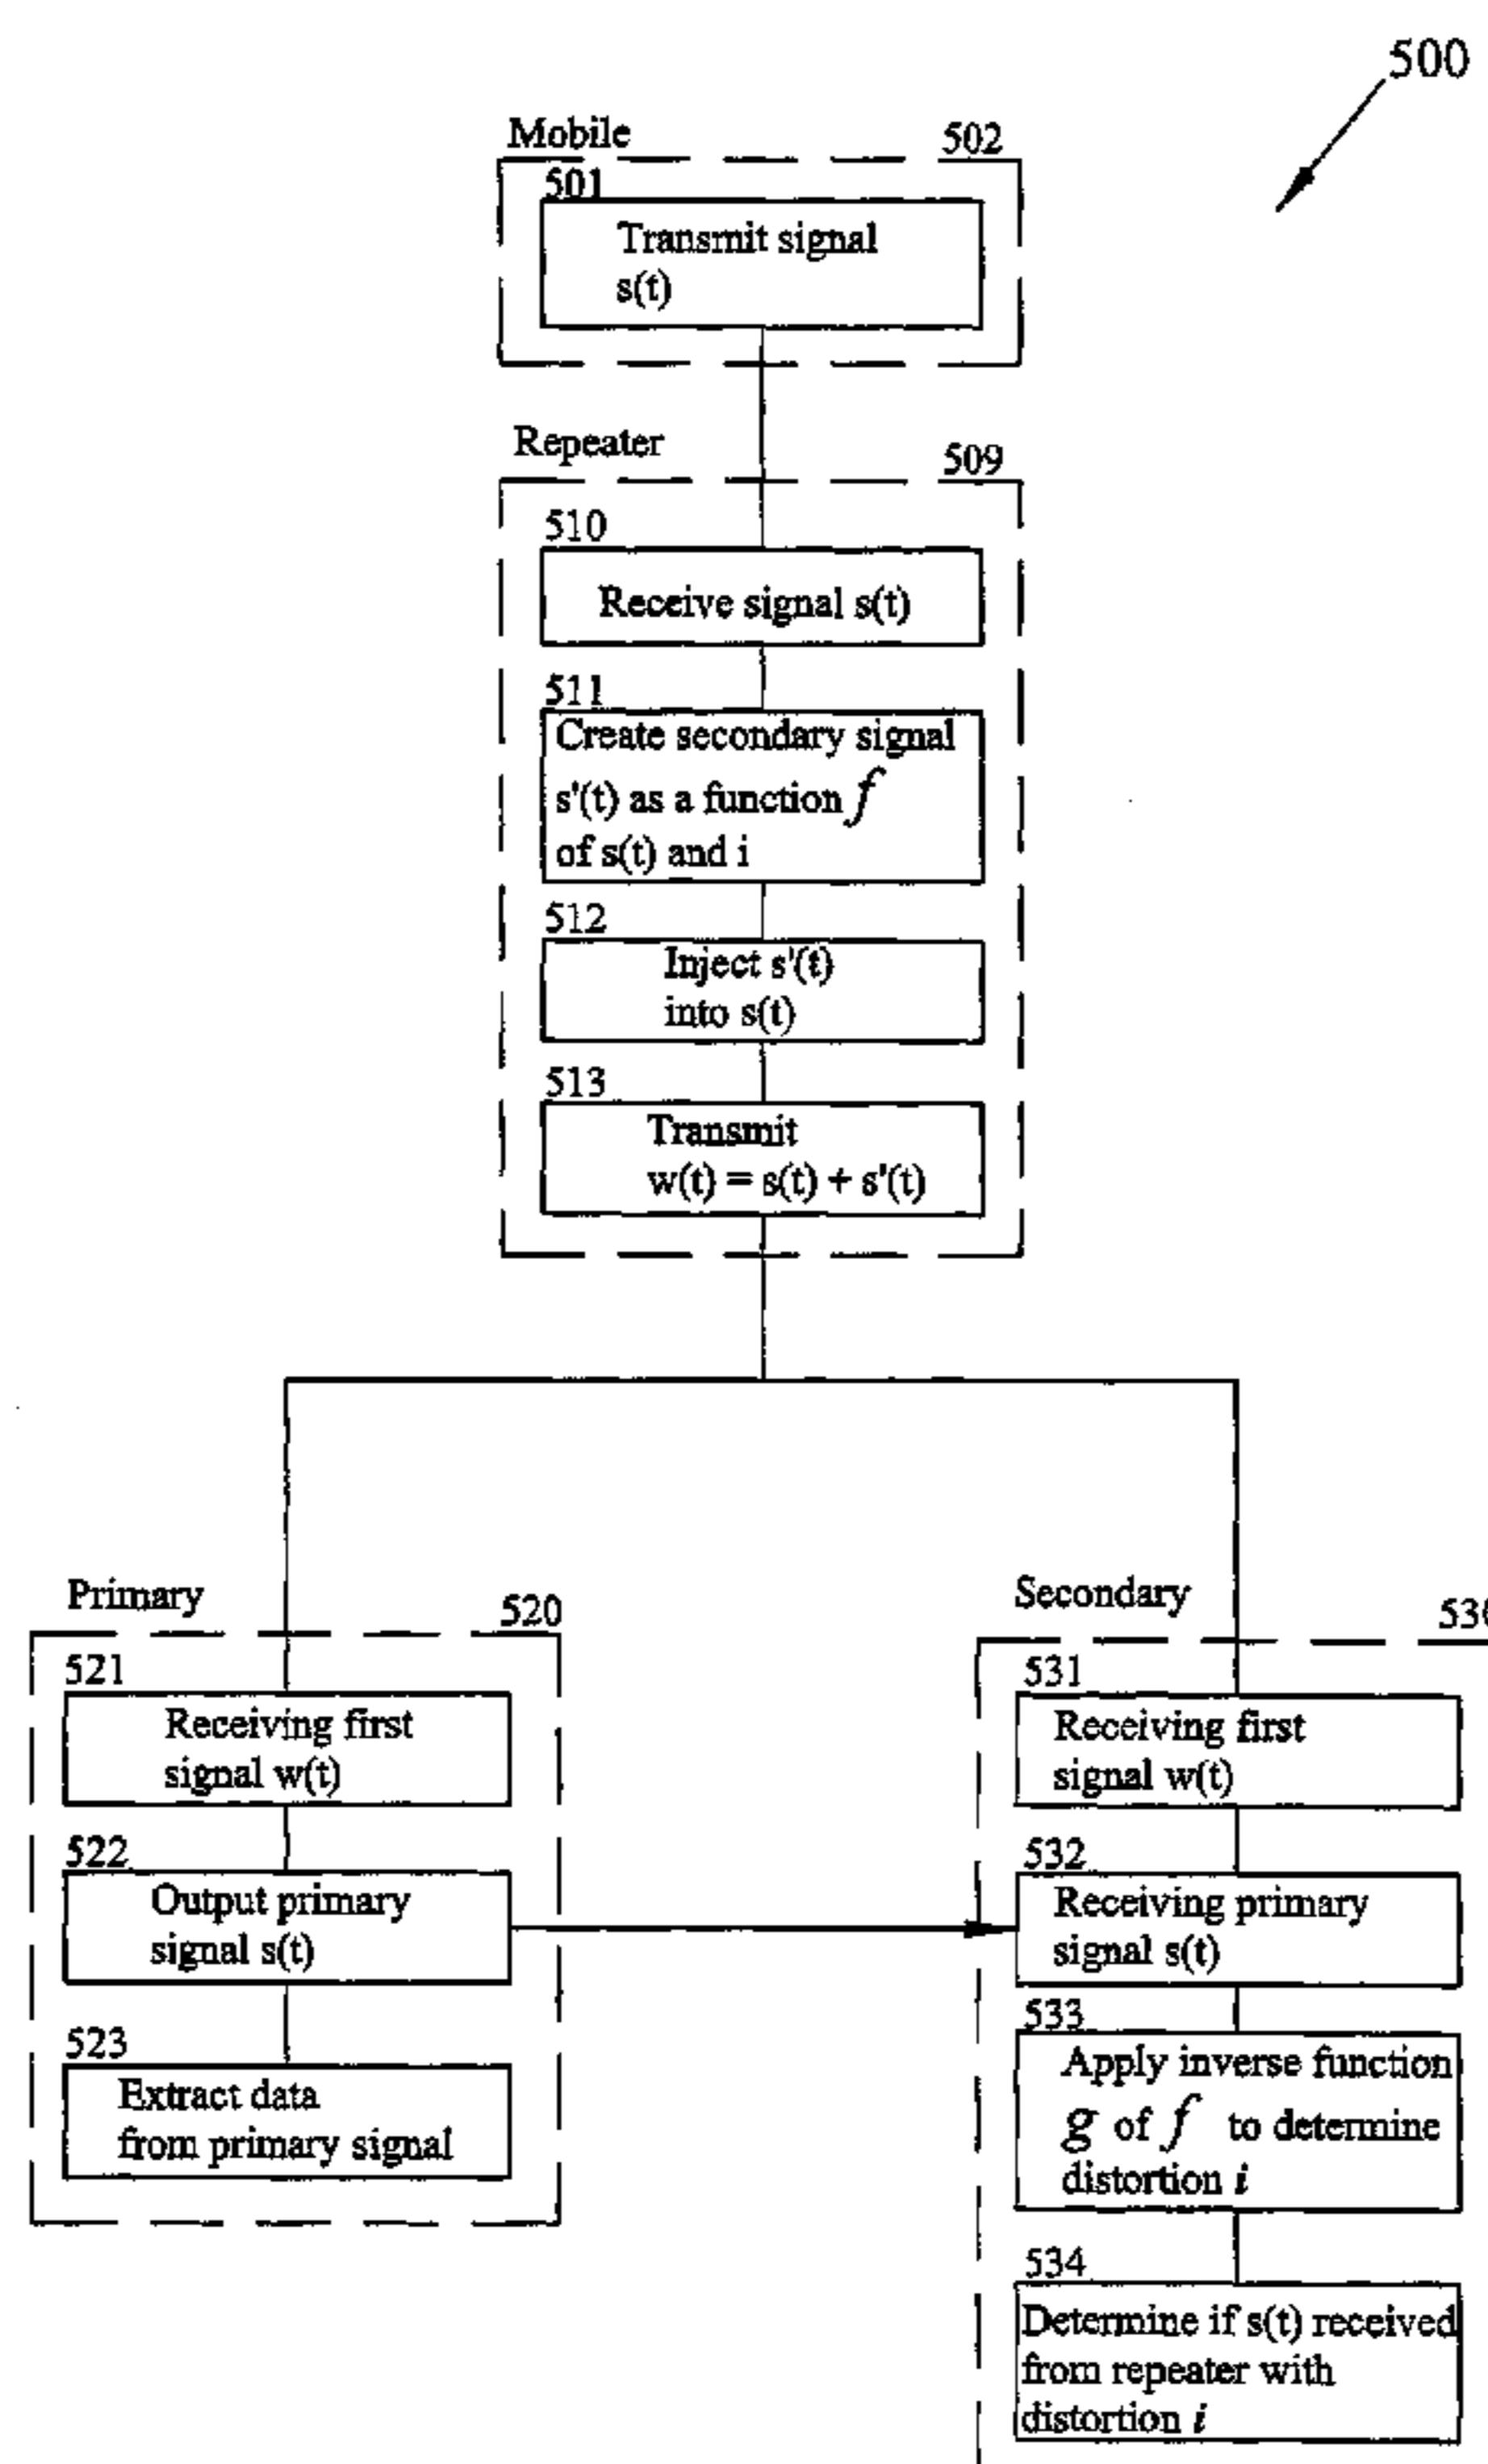 500
Mobile
502
501
Transmit signal
s(t)
Repeater
509
510
Receive signal s(t)
511
Create secondary signal
s'(t) as a function f
of s(t) and i
512
Inject s'(t)
into s(t)
513
Transmit
w(t) = s(t) + s'(t)
Primary
520
521
Receiving first
signal w(t)
522
Output primary
signal s(t)
523
Extract data
from primary signal
Secondary
530
531
Receiving first
signal w(t)
532
Receiving primary
signal s(t)
533
Apply inverse function
g of f to determine
distortion i
534
Determine if s(t) received
from repeater with
distortion i